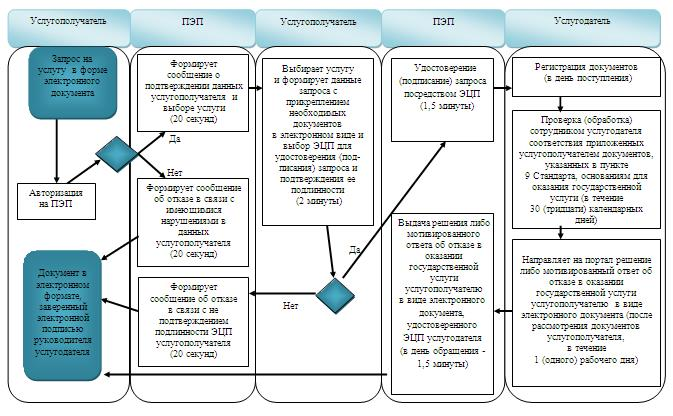 Услугополучатель
ПЭП
Услугополучатель
ПЭП
Услугодатель
Запрос на
услугу в форме
электронного
документа
Авторизация
на ПЭП
Документ в
электронном
формате,
заверенный
электронной
подписью
руководителя
услугодателя
Формирует
сообщение о
подтверждении данных
услугополучателя и
выборе услуги
(20 секунд)
Да
Нет
Формирует сообщение
об отказе в связи с
имеющимися
нарушениями в
данных
услугополучателя
(20 секунд)
Формирует
сообщение об отказе
в связи с не
подтверждением
подлинности ЭЦП
услугополучателя
(20 секунд)
Выбирает услугу
и формирует данные
запроса с
прикреплением
необходимых
документов
в электронном виде и
выбор ЭЦП для
удостоверения (под-
писания) запроса и
подтверждения ее
подлинности
(2 минуты)
Да
Нет
Удостоверение
(подписание) запроса
посредством ЭЦП
(1,5 минуты)
Выдача решения либо
мотивированного
ответа об отказе в
оказании
государственной
услуги
услугополучателю
в виде электронного
документа,
удостоверенного
ЭЦП услугодателя
(в день обращения -
1,5 минуты)
Регистрация документов
(в день поступления)
Проверка (обработка)
сотрудником услугодателя
соответствия приложенных
услугополучателем документов,
указанных в пункте
9 Стандарта, основаниям для
оказания государственной
услуги (в течение
30 (тридцати) календарных
дней)
Направляет на портал решение
либо мотивированный ответ об
отказе в оказании
государственной услуги
услугополучателю в виде
электронного документа (после
рассмотрения документов
услугополучателя,
в течение
1 (одного) рабочего дня)